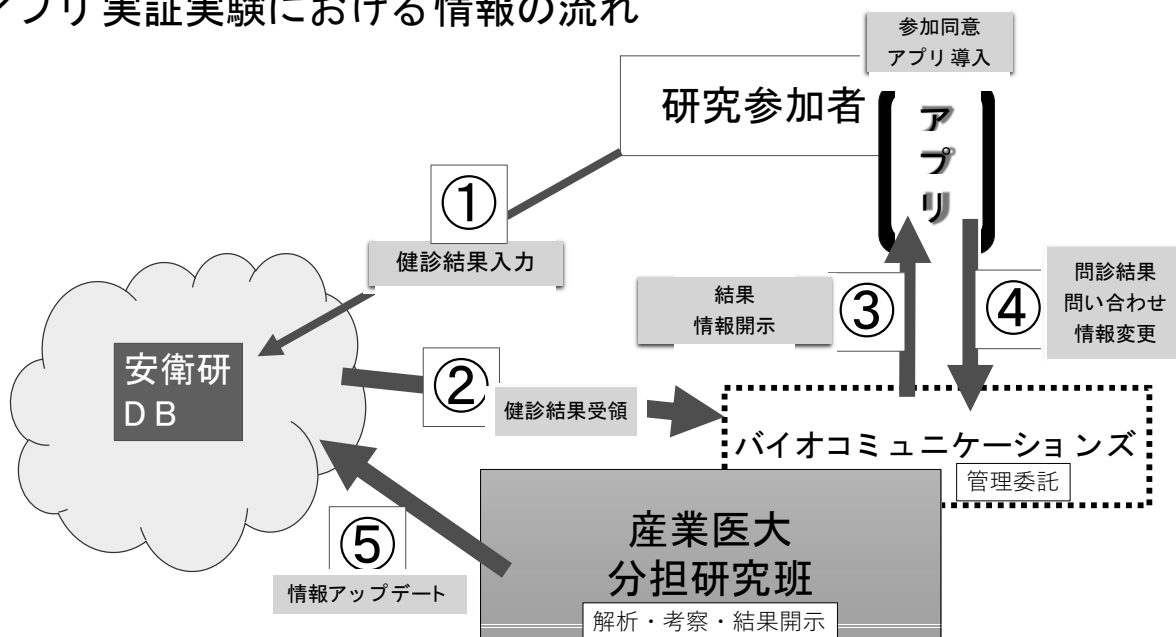 アプリ実証実験における情報の流れ
参加同意
アプリ導入
研究参加者
アプリ
①
健診結果入力
安衛研
DB
②
健診結果受領
結果
情報開示
③
④
問診結果
問い合わせ
情報変更
バイオコミュニケーションズ
管理委託
産業医大
分担研究班
解析・考察・結果開示
⑤
情報アップデート